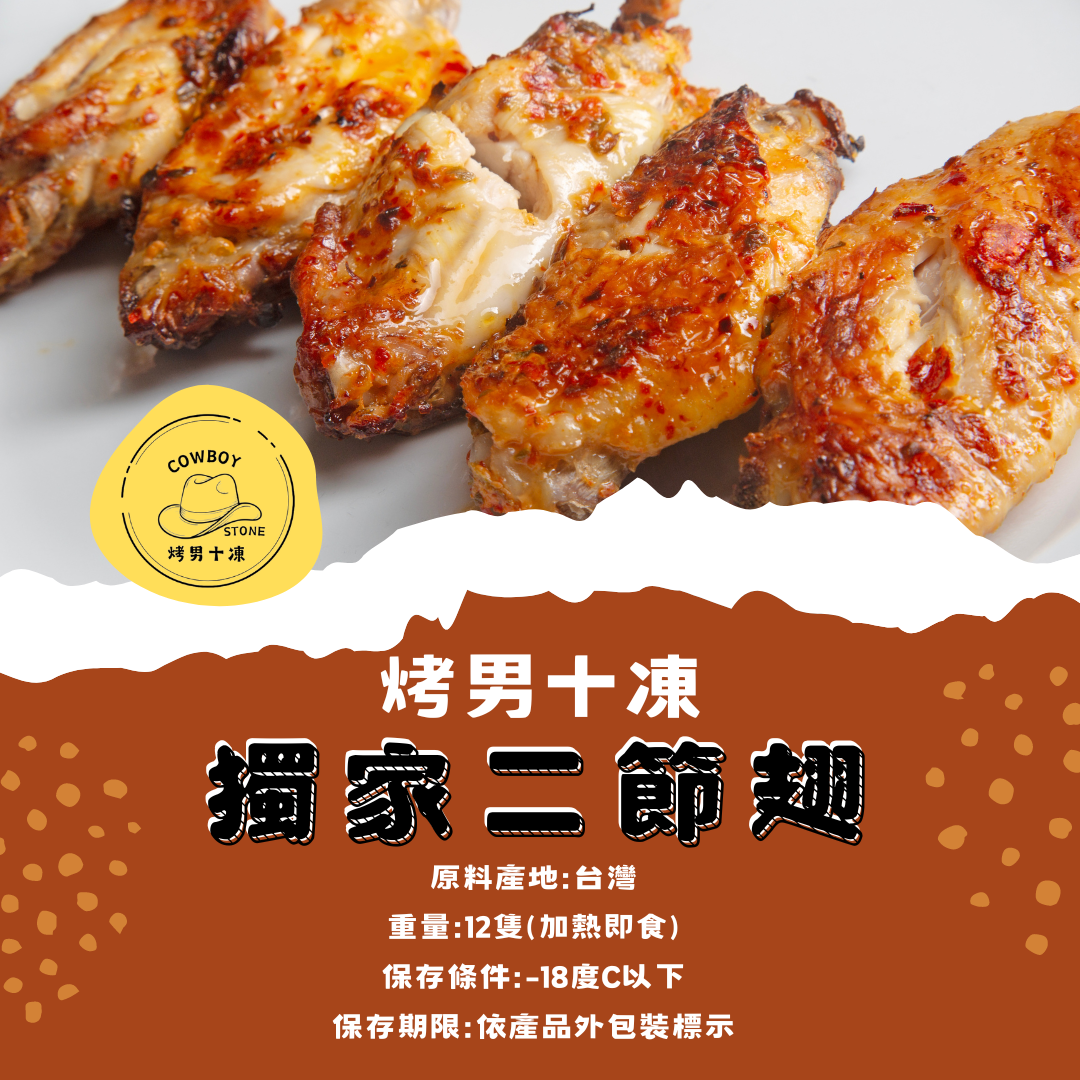 COWBOY
STONE
烤男十凍
烤男十凍
獨家二節翅
原料產地:台灣
重量:12隻(加熱即食)
保存條件:-18度C以下
保存期限:依產品外包裝標示